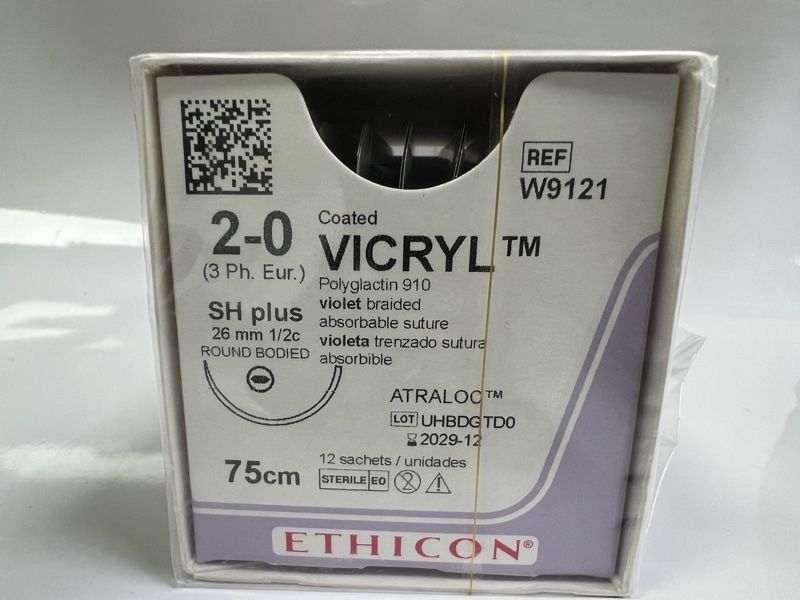 REF
W9121
2-0
(3 Ph. Eur.)
SH plus
26 mm 1/2c
ROUND BODIED
75cm
Coated
VICRYL™
Polyglactin 910
violet braided
absorbable suture
violeta trenzado sutura
absorbible
ATRALOC™
LOT UHBDGTD0
2029-12
12 sachets / unidades
STERILE EO
2
ETHICON®